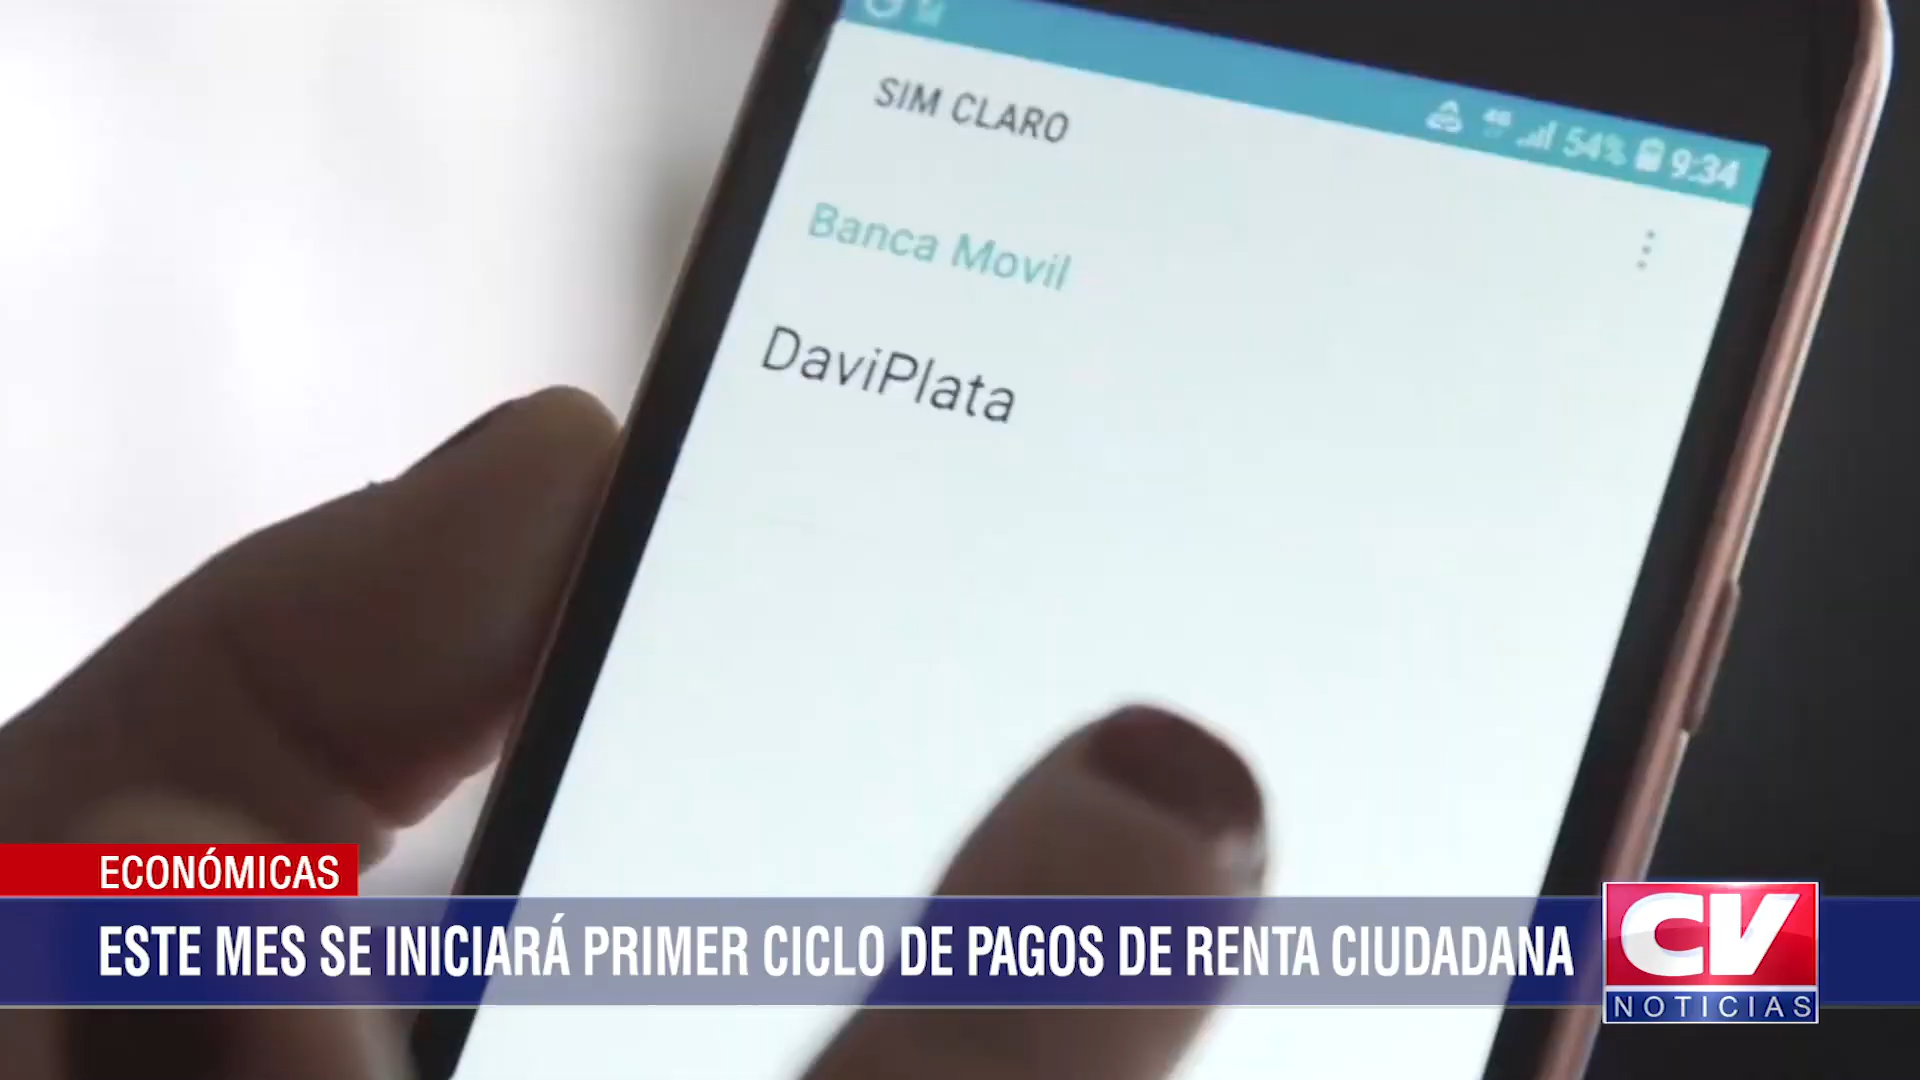 SIM CLARO
4G 54% 9:34
Banca Movil
DaviPlata
ECONÓMICAS
ESTE MES SE INICIARÁ PRIMER CICLO DE PAGOS DE RENTA CIUDADANA
CV
NOTICIAS